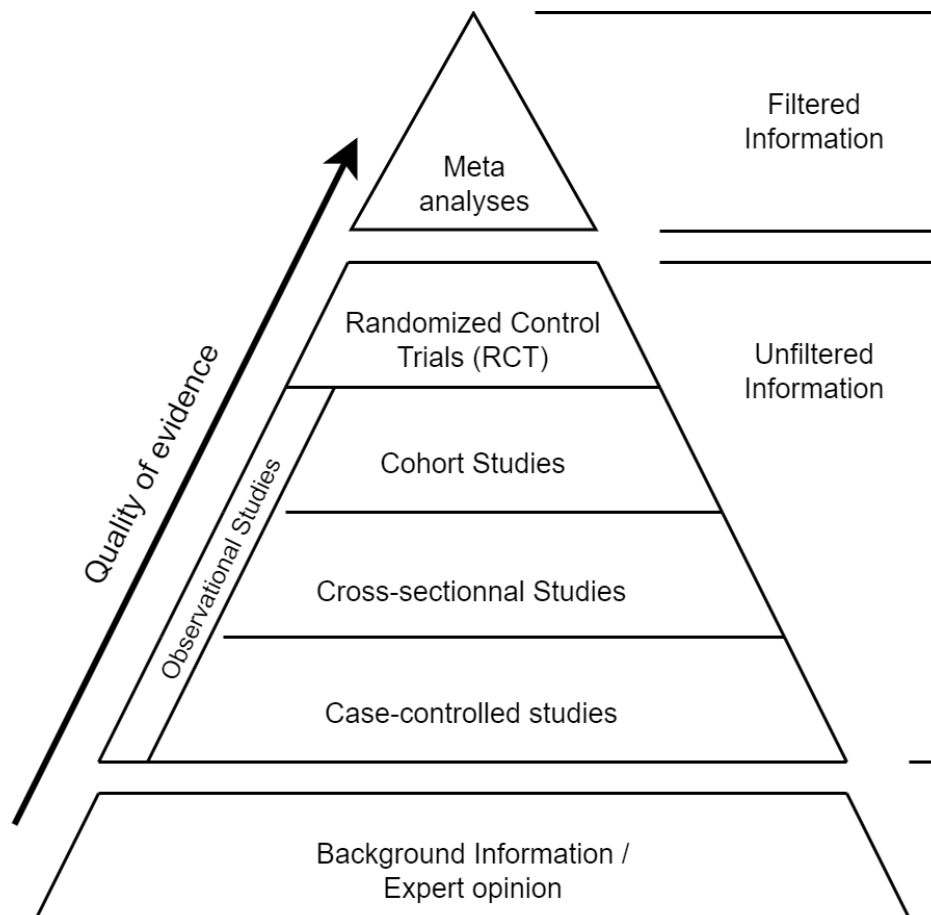 Filtered
Information
Meta
analyses
Randomized Control
Trials (RCT)
Unfiltered
Information
Quality of evidence
Observational Studies
Cohort Studies
Cross-sectionnal Studies
Case-controlled studies
Background Information /
Expert opinion